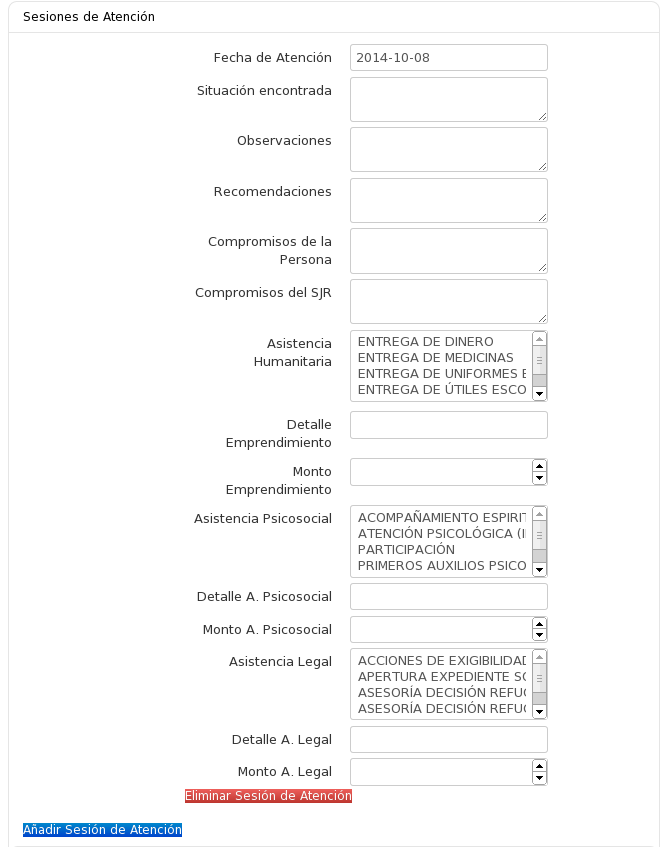 Sesiones de Atención
Fecha de Atención 2014-10-08
Situación encontrada
Observaciones
Recomendaciones
Compromisos de la
Persona
Compromisos del SJR
Asistencia
Humanitaria
ENTREGA DE DINERO
ENTREGA DE MEDICINAS
ENTREGA DE UNIFORMES E
ENTREGA DE ÚTILES ESCO
Detalle
Emprendimiento
Monto
Emprendimiento
Asistencia Psicosocial
ACOMPAÑAMIENTO ESPIRIT
ATENCIÓN PSICOLÓGICA (I
PARTICIPACIÓN
PRIMEROS AUXILIOS PSICO
Detalle A. Psicosocial
Monto A. Psicosocial
Asistencia Legal
ACCIONES DE EXIGIBILIDAD
APERTURA EXPEDIENTE SO
ASESORÍA DECISIÓN REFUG
ASESORÍA DECISIÓN REFUG
Detalle A. Legal
Monto A. Legal
Eliminar Sesión de Atención
Añadir Sesión de Atención